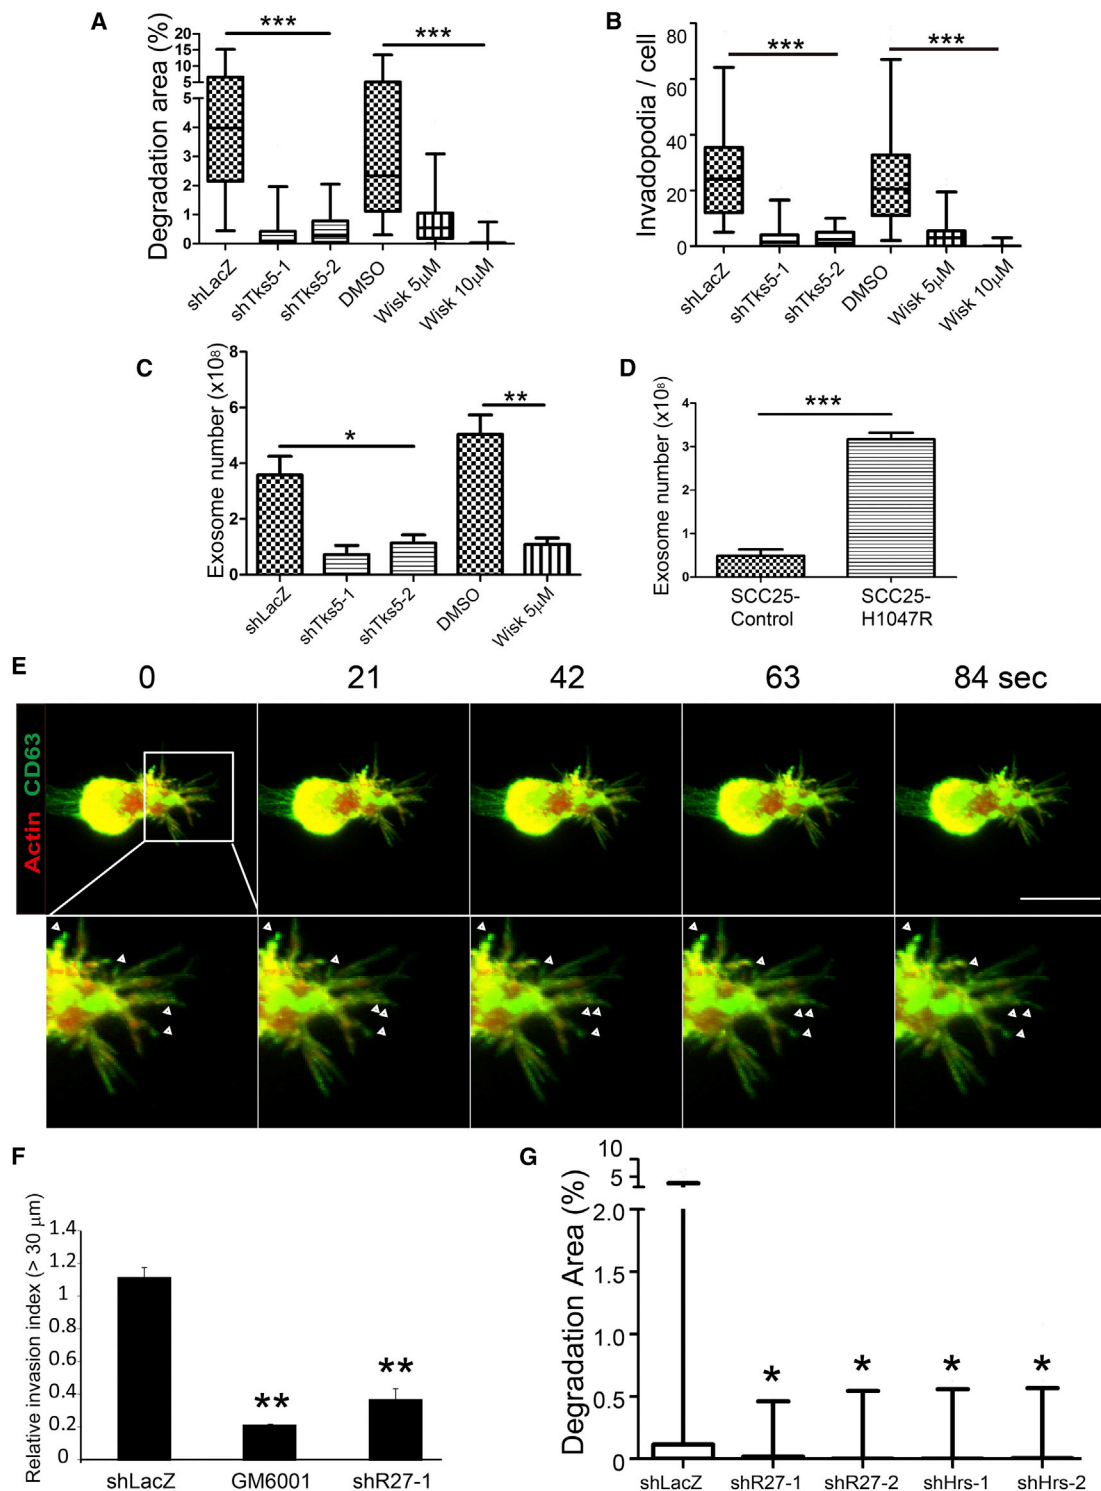 A
Degradation area (%)
20
15
10
5
5
4
3
2
1
0
***
***
shLacZ
shTks5-1
shTks5-2
DMSO
Wisk 5μM
Wisk 10μM
B
Invadopodia / cell
80
60
40
20
0
***
***
shLacZ
shTks5-1
shTks5-2
DMSO
Wisk 5μM
Wisk 10μM
C
Exosome number (x10⁸)
8
6
4
2
0
*
**
shLacZ
shTks5-1
shTks5-2
DMSO
Wisk 5μM
D
Exosome number (x10⁸)
4
3
2
1
0
***
SCC25-
Control
SCC25-
H1047R
E
0
21
42
63
84 sec
Actin CD63
F
Relative invasion index (> 30 μm)
1.4
1.2
1
0.8
0.6
0.4
0.2
0
**
**
shLacZ
GM6001
shR27-1
G
Degradation Area (%)
10
5
2.0
1.5
1.0
0.5
0
*
*
*
*
shLacZ
shR27-1
shR27-2
shHrs-1
shHrs-2